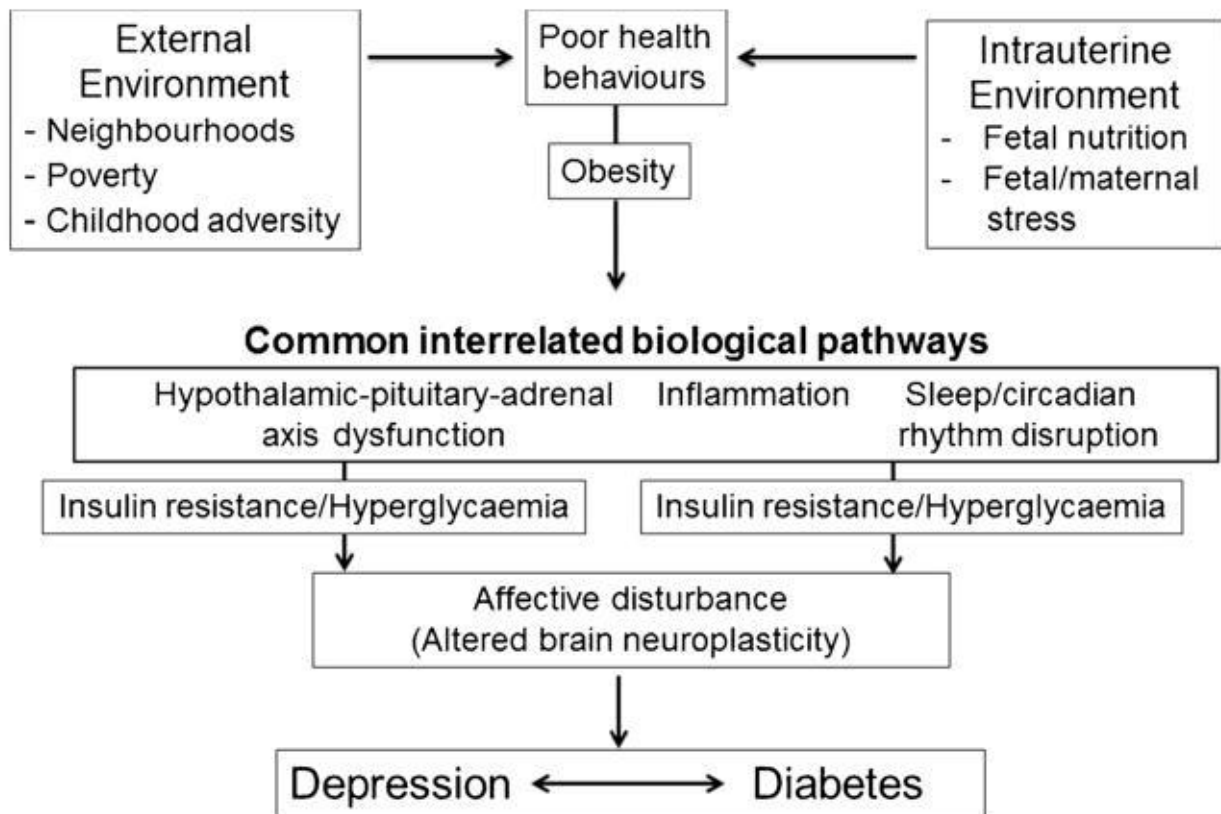 External
Environment
- Neighbourhoods
- Poverty
- Childhood adversity
Poor health
behaviours
Obesity
Intrauterine
Environment
- Fetal nutrition
- Fetal/maternal
stress
Common interrelated biological pathways
Hypothalamic-pituitary-adrenal
axis dysfunction
Inflammation
Sleep/circadian
rhythm disruption
Insulin resistance/Hyperglycaemia
Insulin resistance/Hyperglycaemia
Affective disturbance
(Altered brain neuroplasticity)
Depression
Diabetes